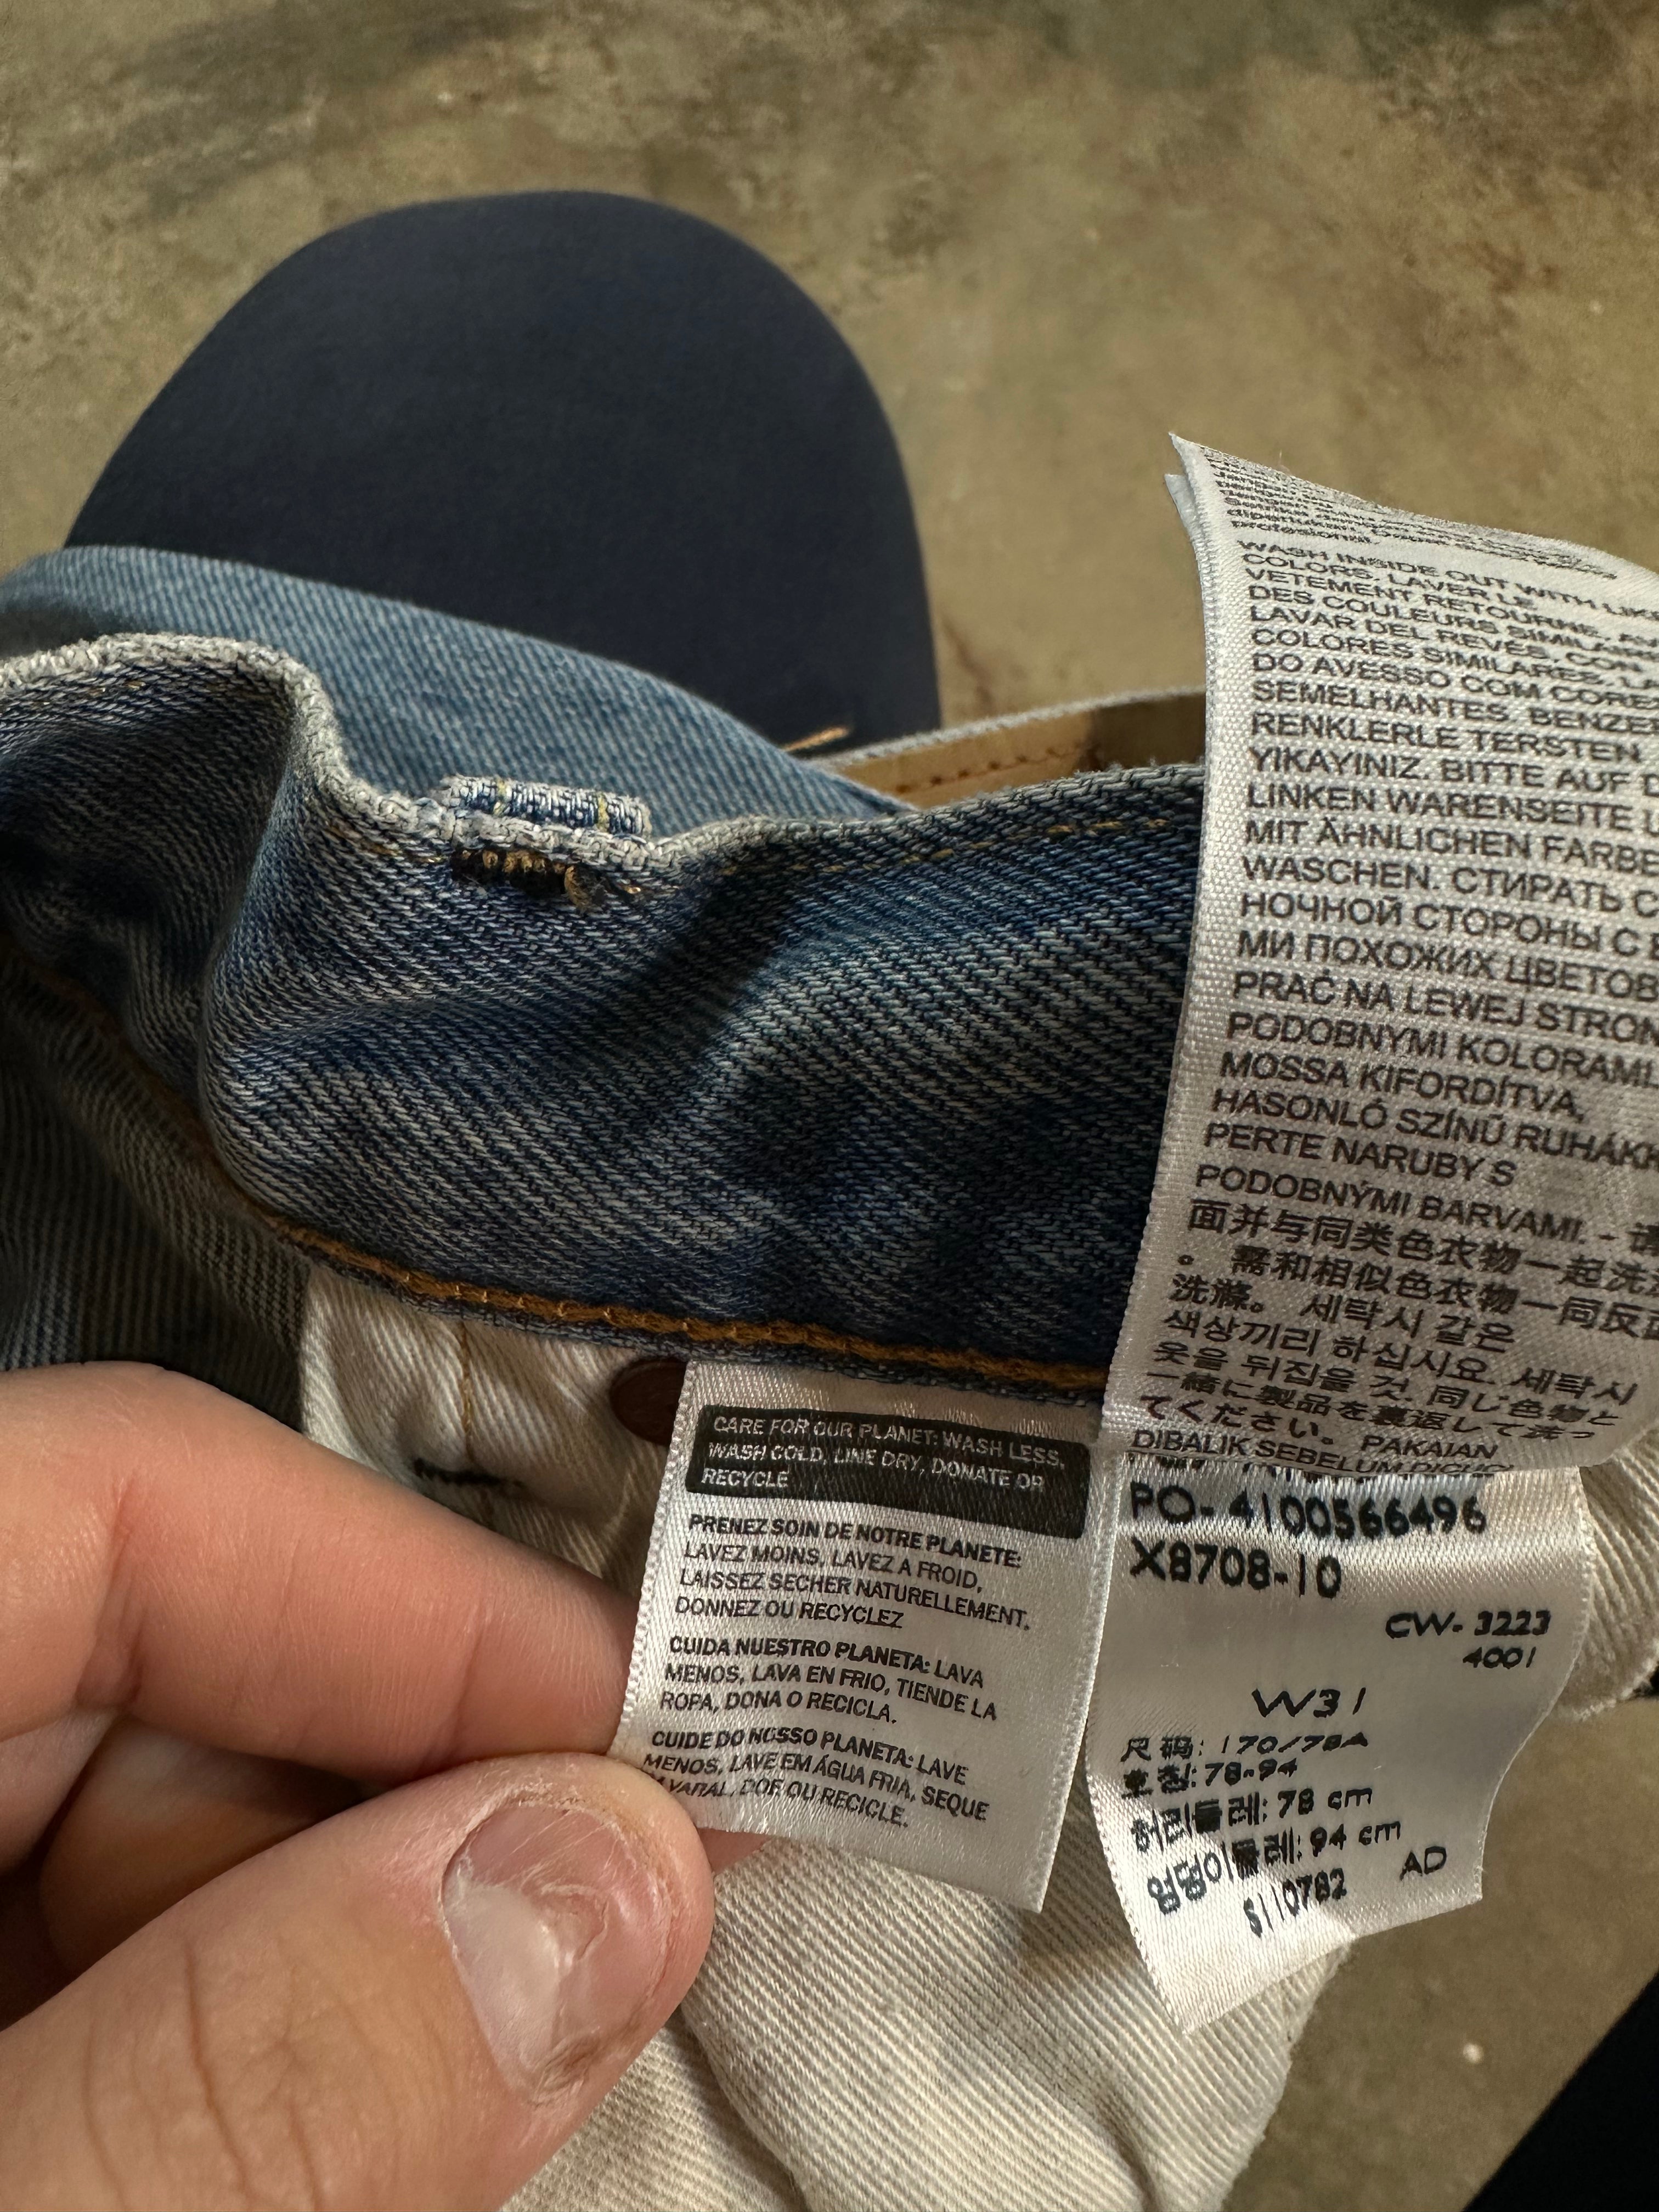 CARE FOR OUR PLANET: WASH LESS,
WASH COLD, LINE DRY, DONATE OR
RECYCLE
PRENEZ SOIN DE NOTRE PLANETE:
LAVEZ MOINS, LAVEZ A FROID,
LAISSEZ SECHER NATURELLEMENT.
DONNEZ OU RECYCLEZ
CUIDA NUESTRO PLANETA: LAVA
MENOS, LAVA EN FRIO, TIENDE LA
ROPA, DONA O RECICLA.
CUIDE DO NOSSO PLANETA: LAVE
MENOS, LAVE EM ÁGUA FRIA, SEQUE
VARAL, DOE OU RECICLE.
profesional.
WASH INSIDE OUT WITH LIKE
COLORS. LAVER LE
VETEMENT RETOURNE, AV
DES COULEURS SIMILAI
LAVAR DEL REVÉS, CON
COLORES SIMILARES. LA
DO AVESSO COM CORES
SEMELHANTES. BENZER
RENKLERLE TERSTEN
YIKAYINIZ. BITTE AUF D
LINKEN WARENSEITE U
MIT ÄHNLICHEN FARBE
WASCHEN. СТИРАТЬ С
НОЧНОЙ СТОРОНЫ С
МИ ПОХОЖИХ ЦВЕТОВ
PRAĆ NA LEWEJ STRON
PODOBNYMI KOLORAMI.
MOSSA KIFORDÍTVA,
HASONLÓ SZÍNŰ RUHÁKK
PERTE NARUBY S
PODOBNÝMI BARVAMI. - 请
面并与同类色衣物一起洗涤
。 需和相似色衣物一同反面
洗滌。 세탁시 같은
색상끼리 하십시요. 세탁시
옷을 뒤집을 것. 同じ色物と
一緒に製品を裏返して洗っ
てください。 PAKAIAN
DIBALIK SEBELUM DICUCI
PO- 4100566496
X8708-10
CW- 3223
4001
W31
尺码: 170/78A
호칭: 78-94
허리둘레: 78 cm
엉덩이둘레: 94 cm
AD
S110782